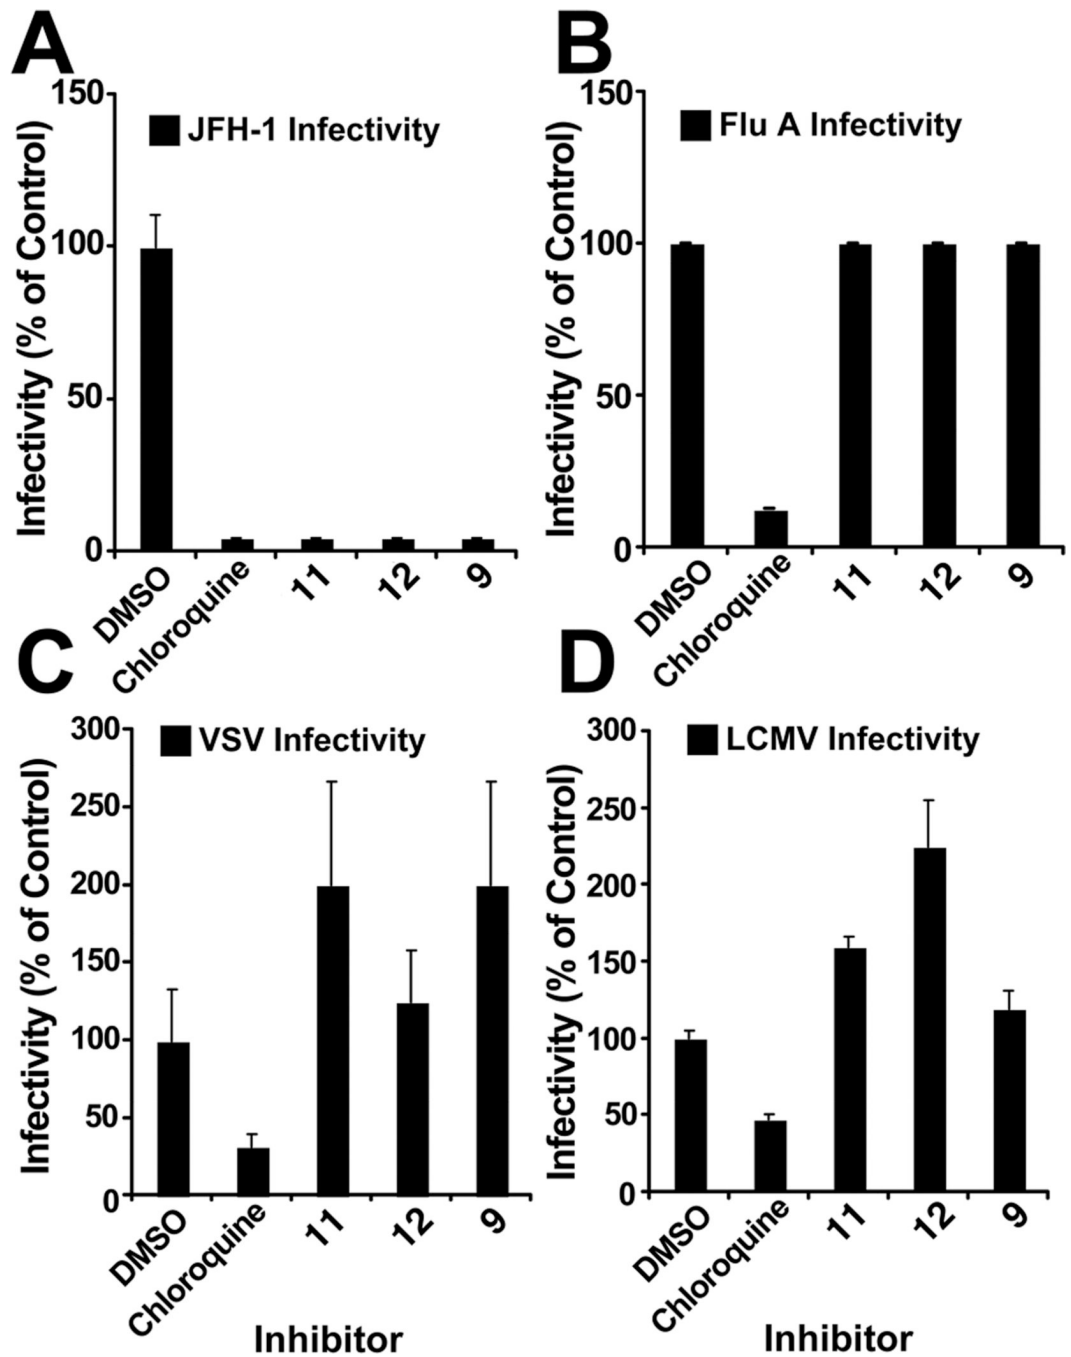 A
150
JFH-1 Infectivity
Infectivity (% of Control)
100
50
0
DMSO
Chloroquine
11
12
9
B
150
Flu A Infectivity
Infectivity (% of Control)
100
50
0
DMSO
Chloroquine
11
12
9
C
300
VSV Infectivity
Infectivity (% of Control)
250
200
150
100
50
0
DMSO
Chloroquine
11
12
9
Inhibitor
D
300
LCMV Infectivity
Infectivity (% of Control)
250
200
150
100
50
0
DMSO
Chloroquine
11
12
9
Inhibitor